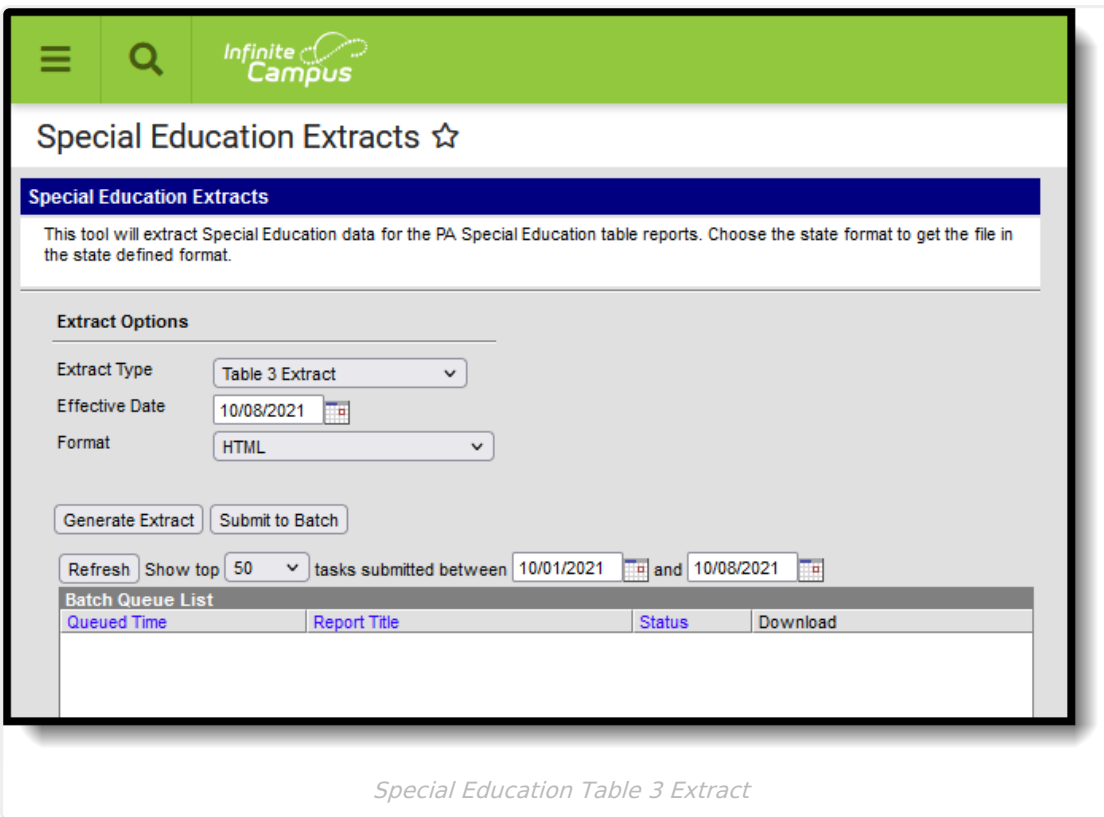 Infinite
Campus
Special Education Extracts
Special Education Extracts
This tool will extract Special Education data for the PA Special Education table reports. Choose the state format to get the file in
the state defined format.
Extract Options
Extract Type Table 3 Extract
Effective Date 10/08/2021
Format HTML
Generate Extract Submit to Batch
Refresh Show top 50 tasks submitted between 10/01/2021 and 10/08/2021
Batch Queue List
Queued Time Report Title Status Download
Special Education Table 3 Extract